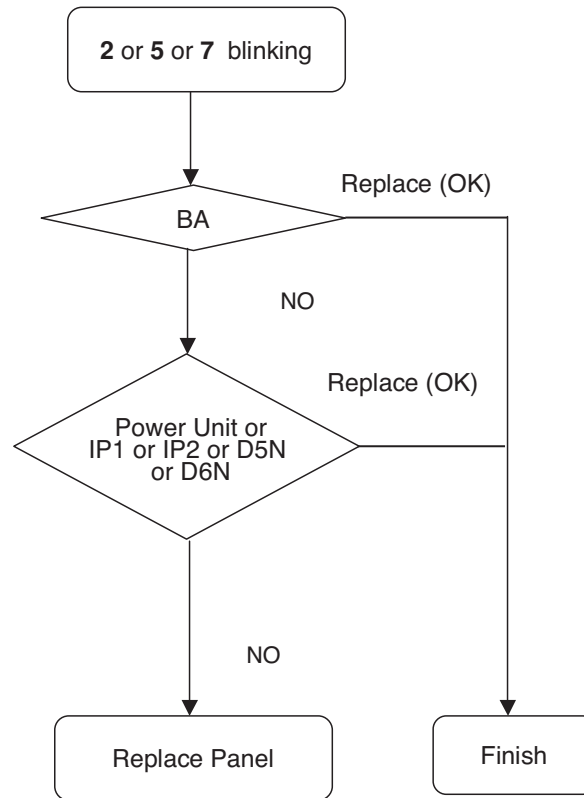 2 or 5 or 7 blinking
Replace (OK)
BA
NO
Replace (OK)
Power Unit or
IP1 or IP2 or D5N
or D6N
NO
Replace Panel
Finish